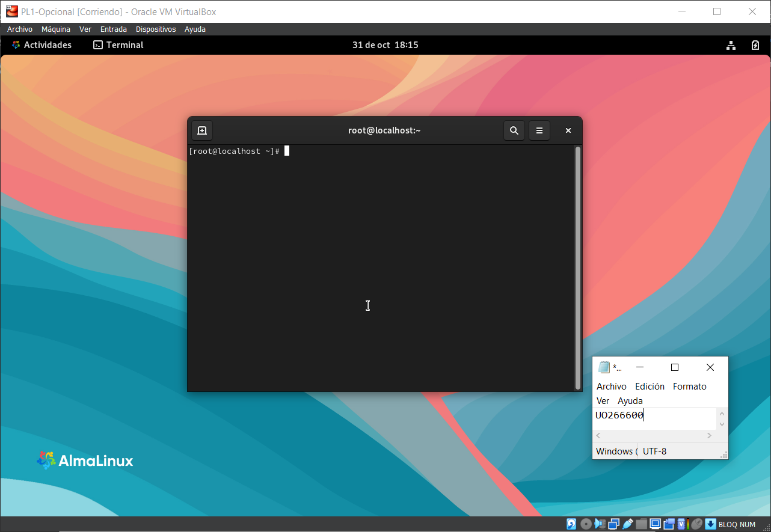 PL1-Opcional [Corriendo] - Oracle VM VirtualBox
Archivo Máquina Ver Entrada Dispositivos Ayuda
Actividades Terminal 31 de oct 18:15
root@localhost:~
[root@localhost ~]#
*..
Archivo Edición Formato
Ver Ayuda
UO266600
Windows ( UTF-8
AlmaLinux
BLOQ NUM